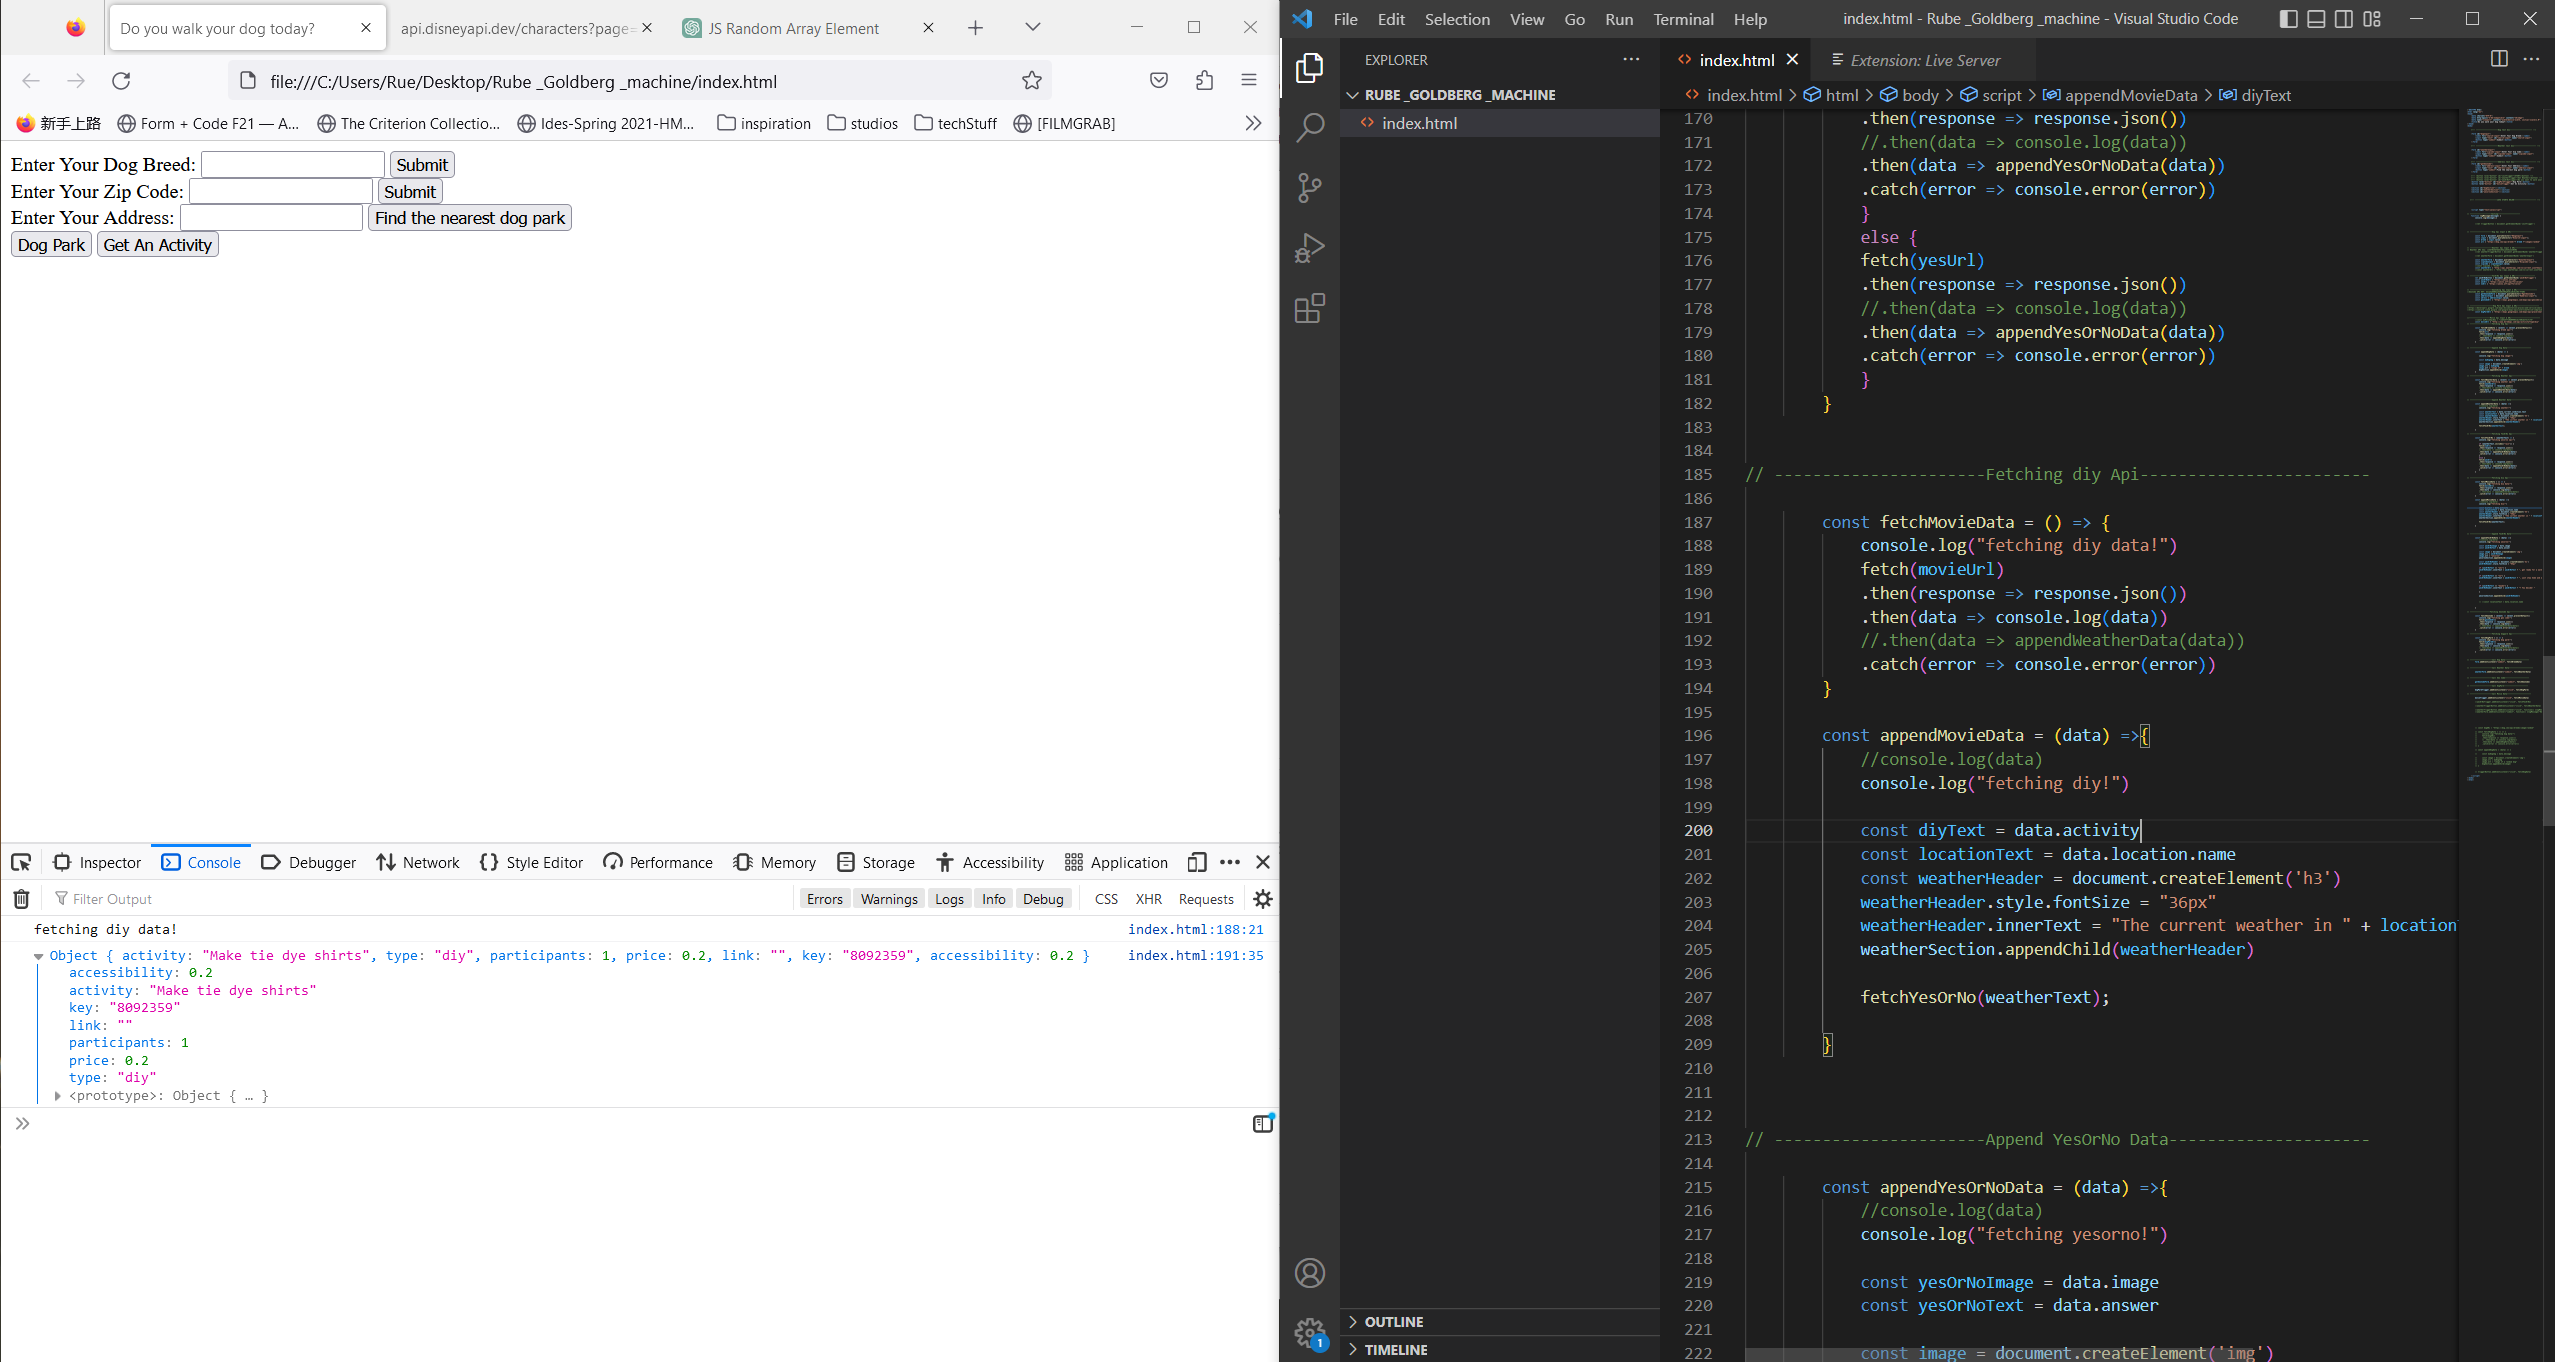 Do you walk your dog today?
api.disneyapi.dev/characters?page=
JS Random Array Element
file:///C:/Users/Rue/Desktop/Rube _Goldberg _machine/index.html
新手上路 Form + Code F21 — A... The Criterion Collectio... Ides-Spring 2021-HM... inspiration studios techStuff [FILMGRAB]
Enter Your Dog Breed: Submit
Enter Your Zip Code: Submit
Enter Your Address: Find the nearest dog park
Dog Park Get An Activity
Inspector Console Debugger Network Style Editor Performance Memory Storage Accessibility Application
Filter Output Errors Warnings Logs Info Debug CSS XHR Requests
fetching diy data! index.html:188:21
Object { activity: "Make tie dye shirts", type: "diy", participants: 1, price: 0.2, link: "", key: "8092359", accessibility: 0.2 } index.html:191:35
accessibility: 0.2
activity: "Make tie dye shirts"
key: "8092359"
link: ""
participants: 1
price: 0.2
type: "diy"
<prototype>: Object { … }
File Edit Selection View Go Run Terminal Help index.html - Rube _Goldberg _machine - Visual Studio Code
EXPLORER
RUBE _GOLDBERG _MACHINE
index.html
OUTLINE
TIMELINE
1
index.html Extension: Live Server
index.html > html > body > script > appendMovieData > diyText
170 .then(response => response.json())
171 //.then(data => console.log(data))
172 .then(data => appendYesOrNoData(data))
173 .catch(error => console.error(error))
174 }
175 else {
176 fetch(yesUrl)
177 .then(response => response.json())
178 //.then(data => console.log(data))
179 .then(data => appendYesOrNoData(data))
180 .catch(error => console.error(error))
181 }
182 }
183
184
185 // ----------------------Fetching diy Api------------------------
186
187 const fetchMovieData = () => {
188 console.log("fetching diy data!")
189 fetch(movieUrl)
190 .then(response => response.json())
191 .then(data => console.log(data))
192 //.then(data => appendWeatherData(data))
193 .catch(error => console.error(error))
194 }
195
196 const appendMovieData = (data) =>{
197 //console.log(data)
198 console.log("fetching diy!")
199
200 const diyText = data.activity
201 const locationText = data.location.name
202 const weatherHeader = document.createElement('h3')
203 weatherHeader.style.fontSize = "36px"
204 weatherHeader.innerText = "The current weather in " + location
205 weatherSection.appendChild(weatherHeader)
206
207 fetchYesOrNo(weatherText);
208
209 }
210
211
212
213 // ----------------------Append YesOrNo Data---------------------
214
215 const appendYesOrNoData = (data) =>{
216 //console.log(data)
217 console.log("fetching yesorno!")
218
219 const yesOrNoImage = data.image
220 const yesOrNoText = data.answer
221
222 const image = document.createElement('img')